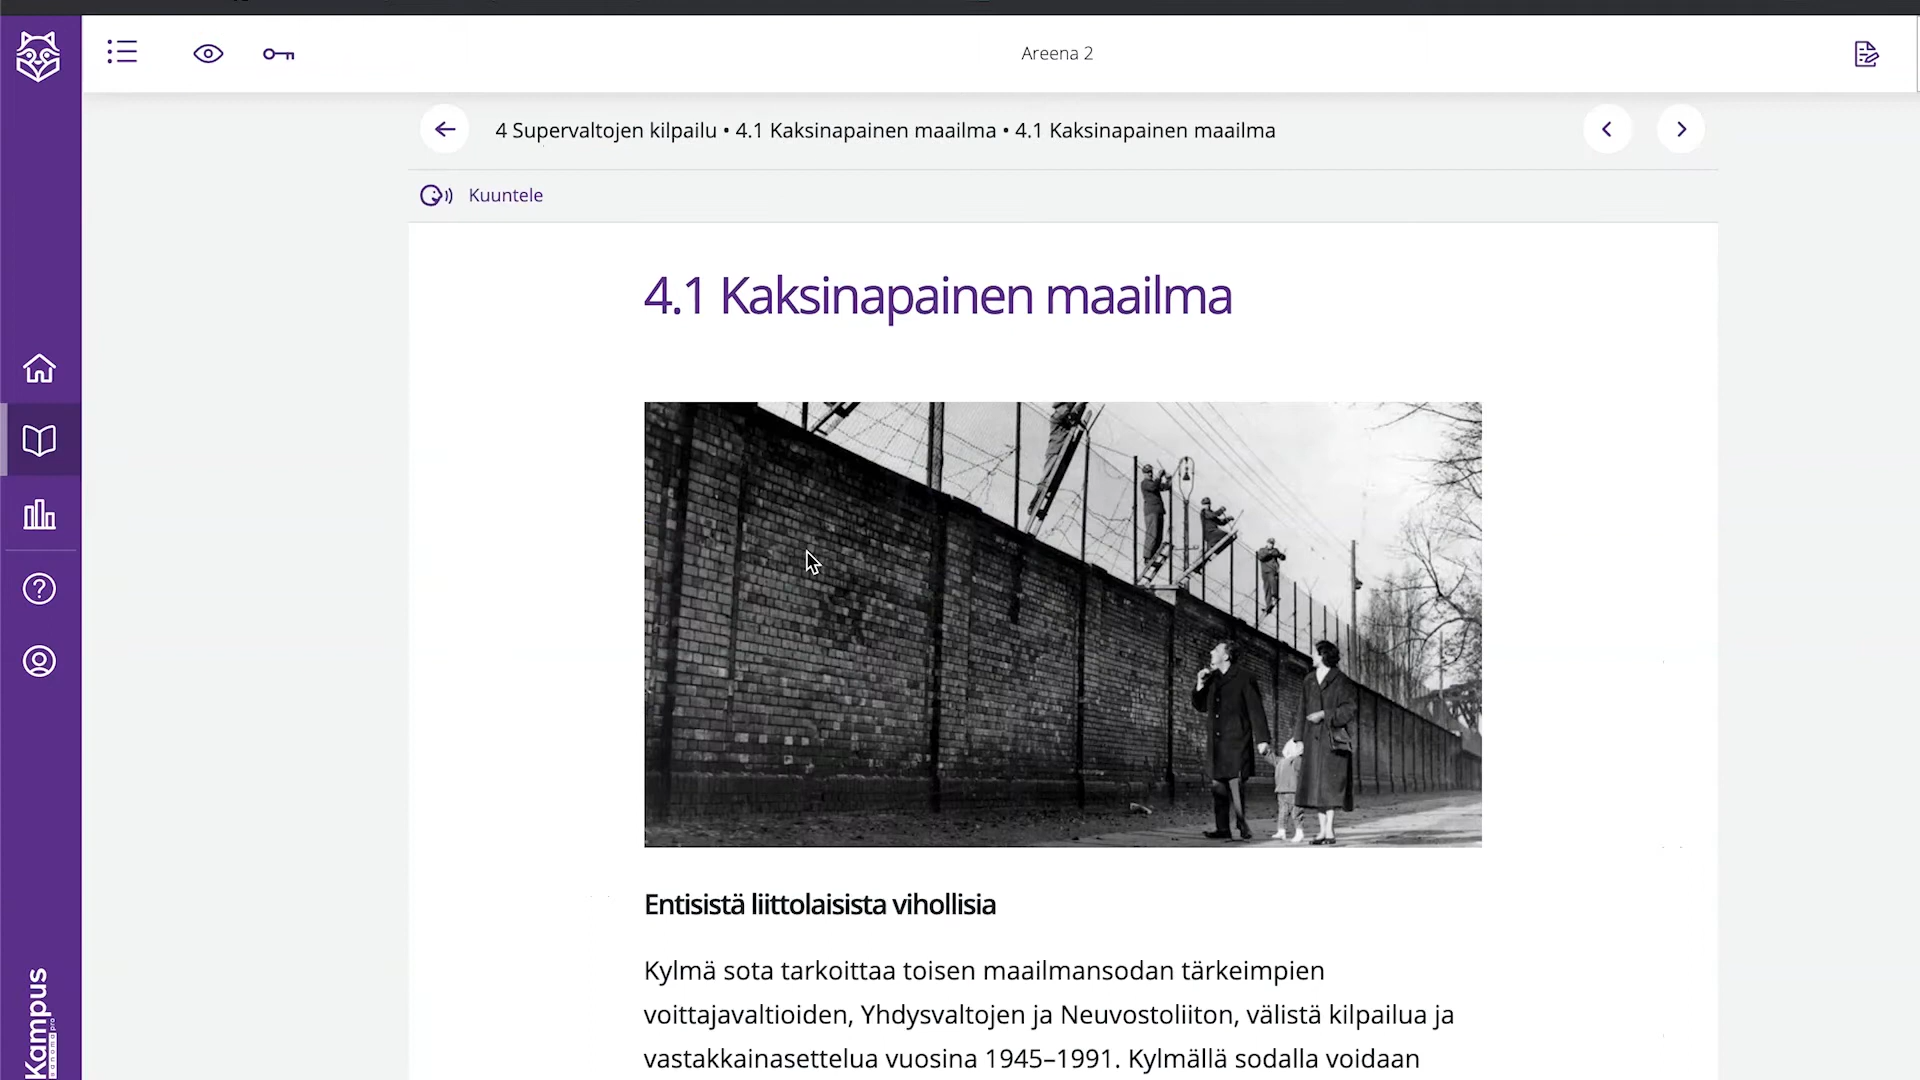 Areena 2
4 Supervaltojen kilpailu • 4.1 Kaksinapainen maailma • 4.1 Kaksinapainen maailma
Kuuntele
4.1 Kaksinapainen maailma
Entisistä liittolaisista vihollisia
Kylmä sota tarkoittaa toisen maailmansodan tärkeimpien
voittajavaltioiden, Yhdysvaltojen ja Neuvostoliiton, välistä kilpailua ja
vastakkainasettelua vuosina 1945–1991. Kylmällä sodalla voidaan
Kampus
sanoma pro